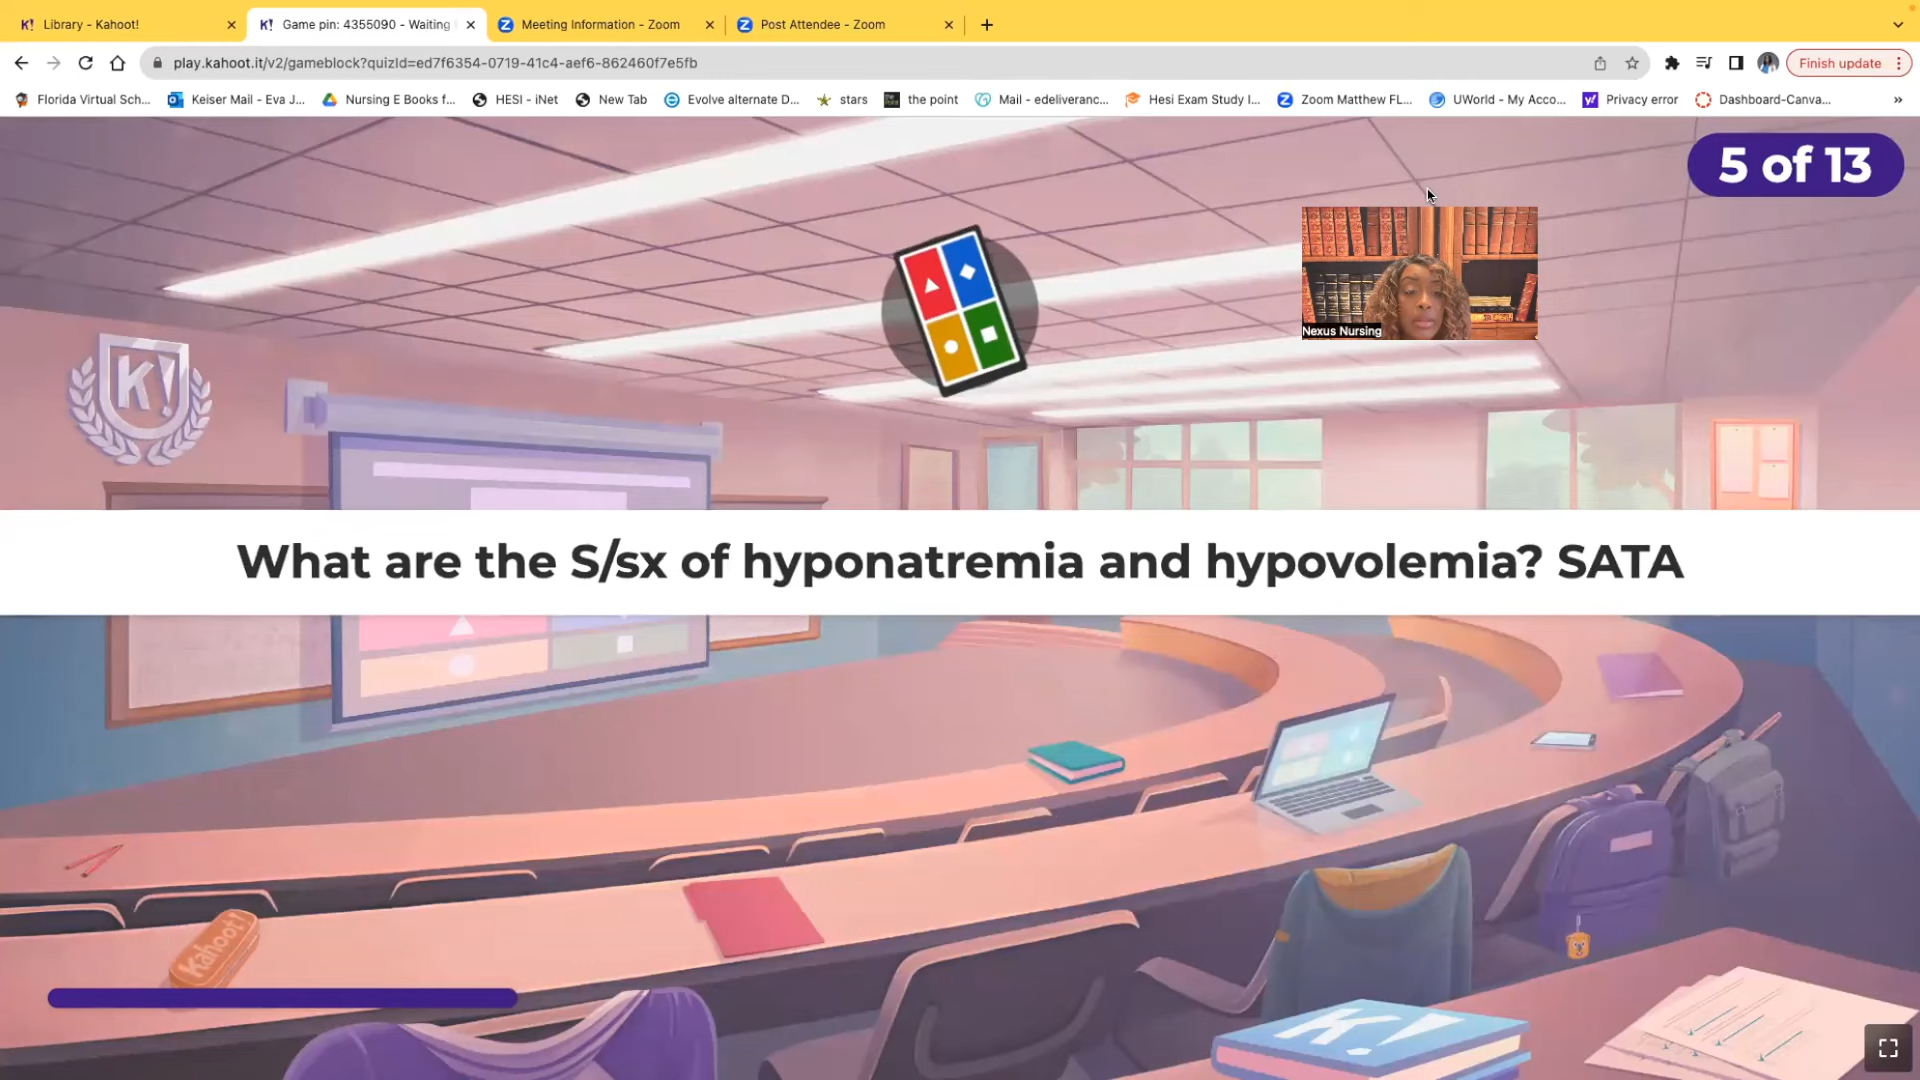 Library - Kahoot!
Game pin: 4355090 - Waiting
Meeting Information - Zoom
Post Attendee - Zoom
play.kahoot.it/v2/gameblock?quizId=ed7f6354-0719-41c4-aef6-862460f7e5fb
Finish update
Florida Virtual Sch...
Keiser Mail - Eva J...
Nursing E Books f...
HESI - iNet
New Tab
Evolve alternate D...
stars
the point
Mail - edeliveranc...
Hesi Exam Study I...
Zoom Matthew FL...
UWorld - My Acco...
Privacy error
Dashboard-Canva...
5 of 13
K!
Nexus Nursing
What are the S/sx of hyponatremia and hypovolemia? SATA
Kahoot!
K!